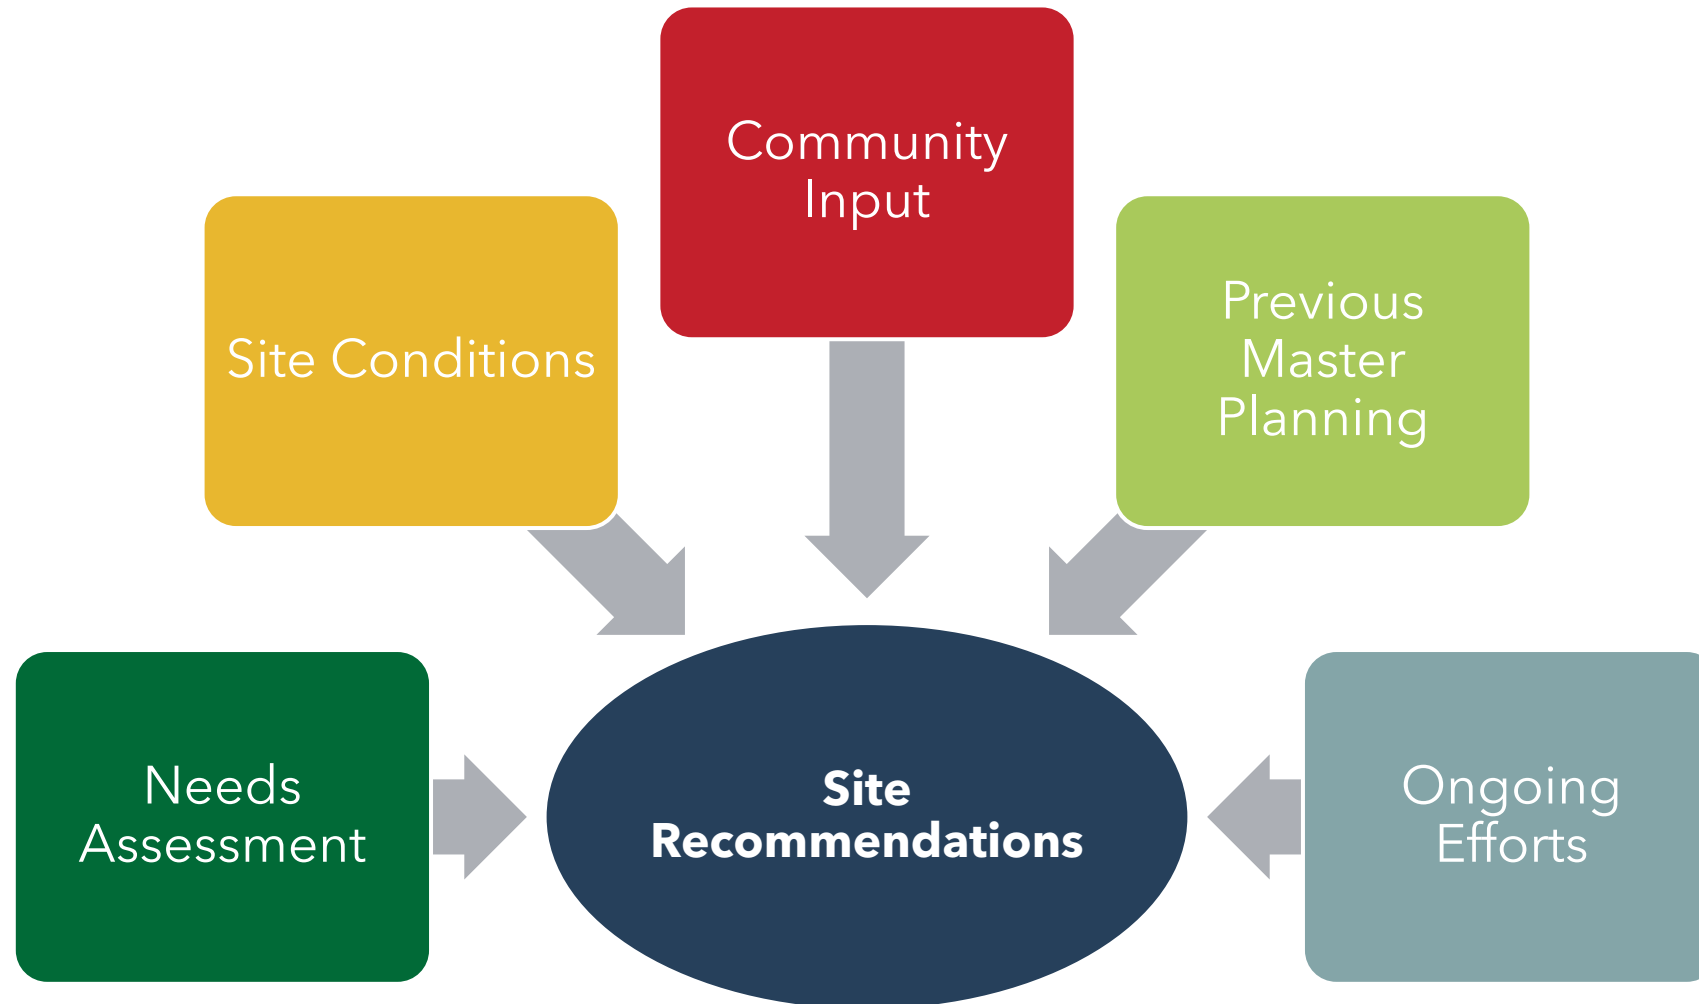 Community
Input
Site Conditions
Previous
Master
Planning
Needs
Assessment
Site
Recommendations
Ongoing
Efforts